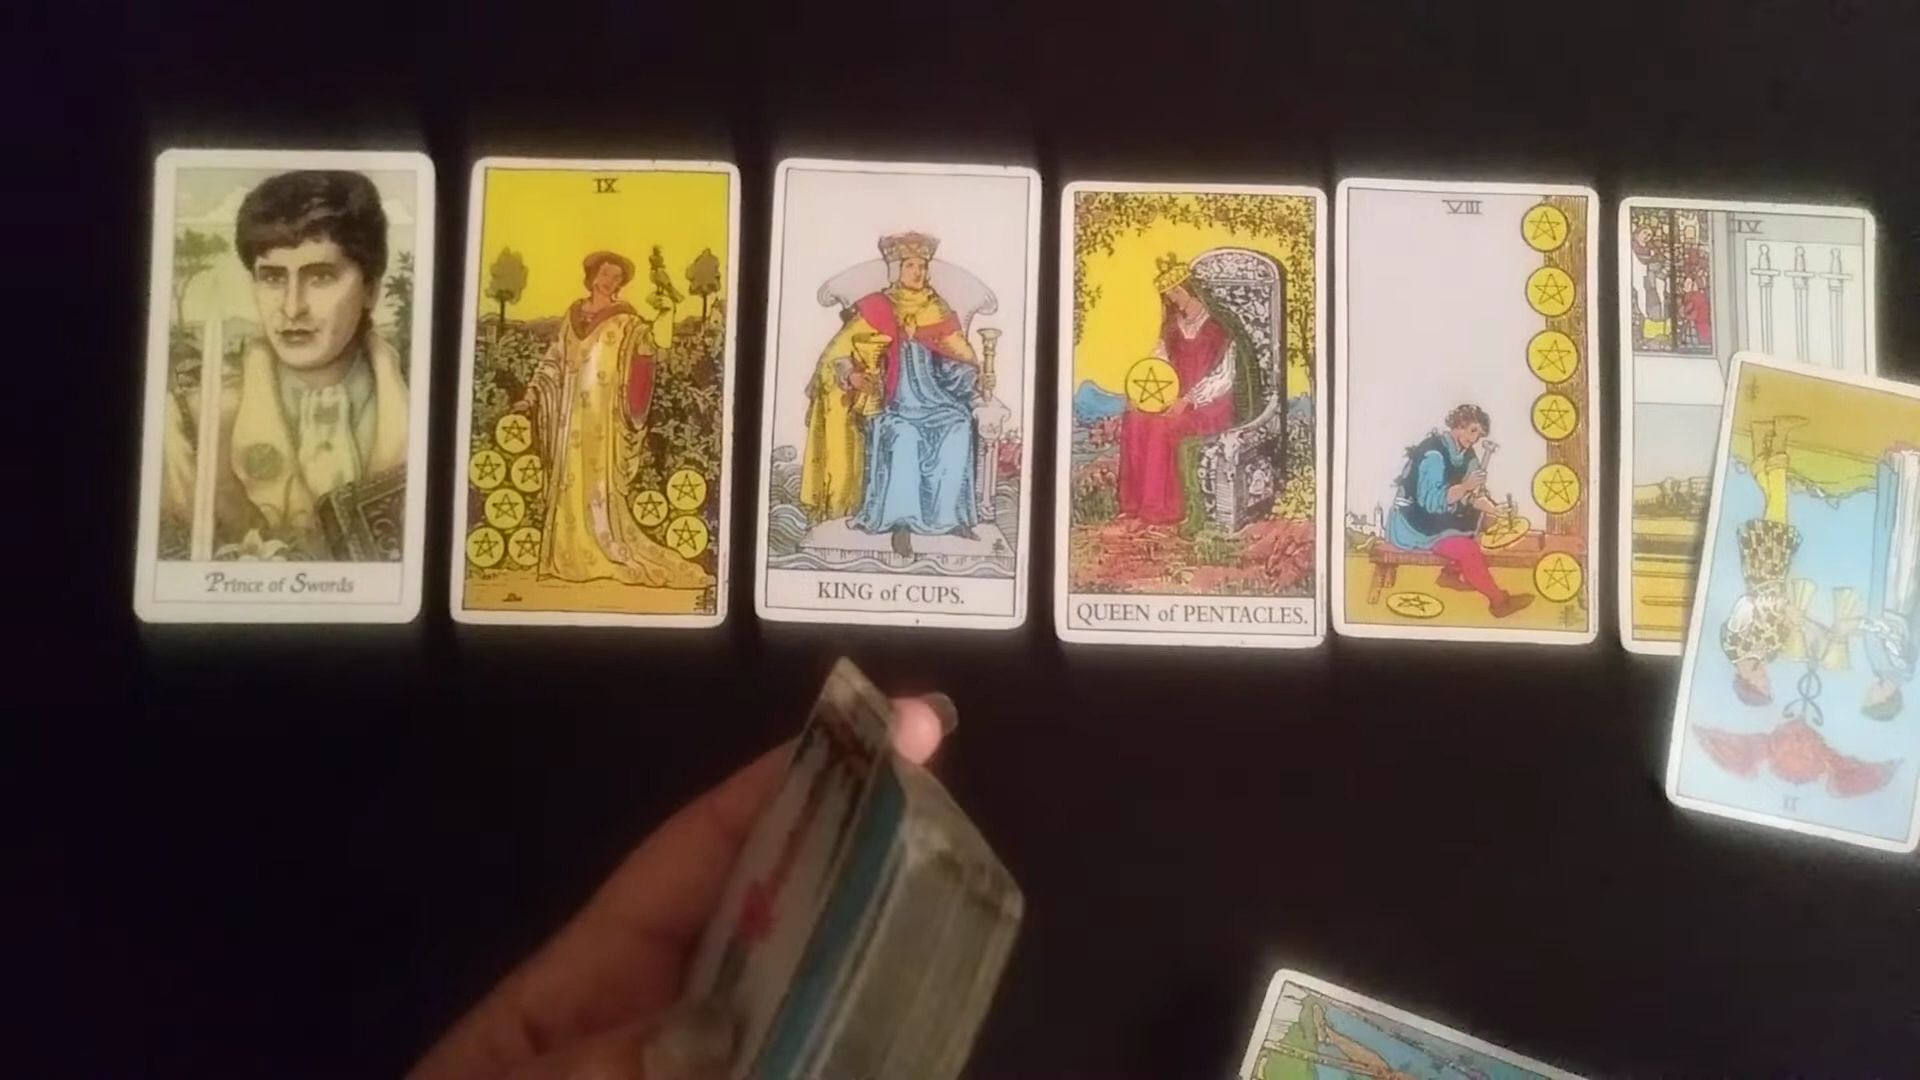 Prince of Swords
IX
KING of CUPS.
QUEEN of PENTACLES.
VIII
IV
II